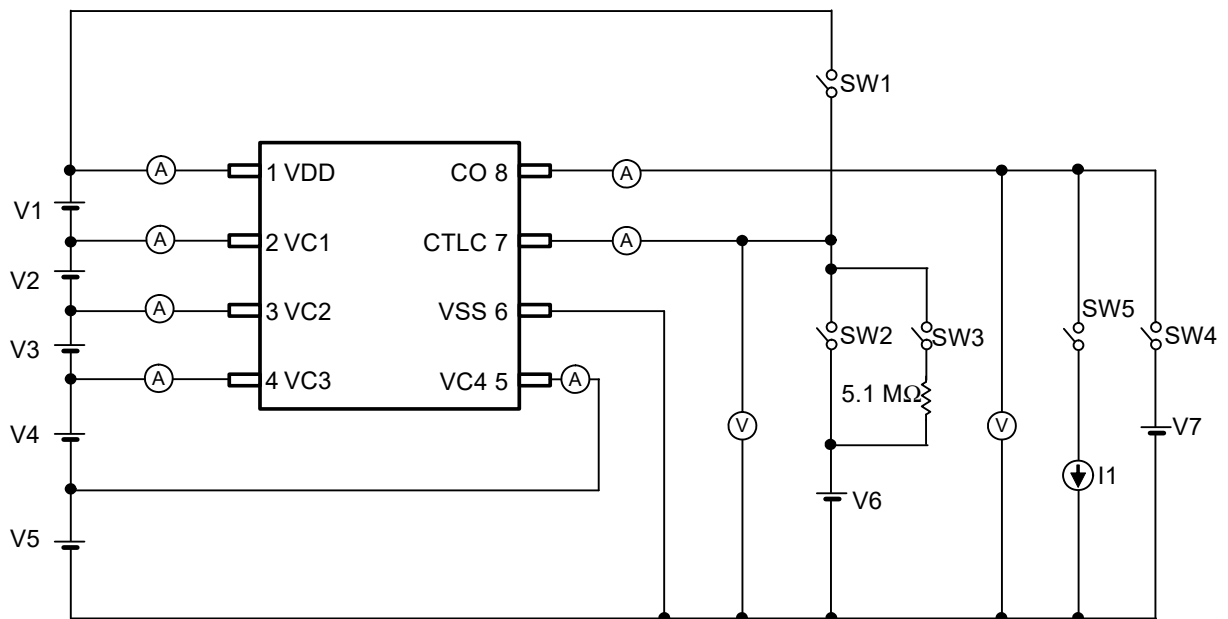 SW1
A
1 VDD
CO 8
A
V1
A
2 VC1
CTLC 7
A
V2
A
3 VC2
VSS 6
SW2
SW3
SW5
SW4
V3
A
4 VC3
VC4 5
A
5.1 MΩ
V4
V
V
V7
I1
V6
V5